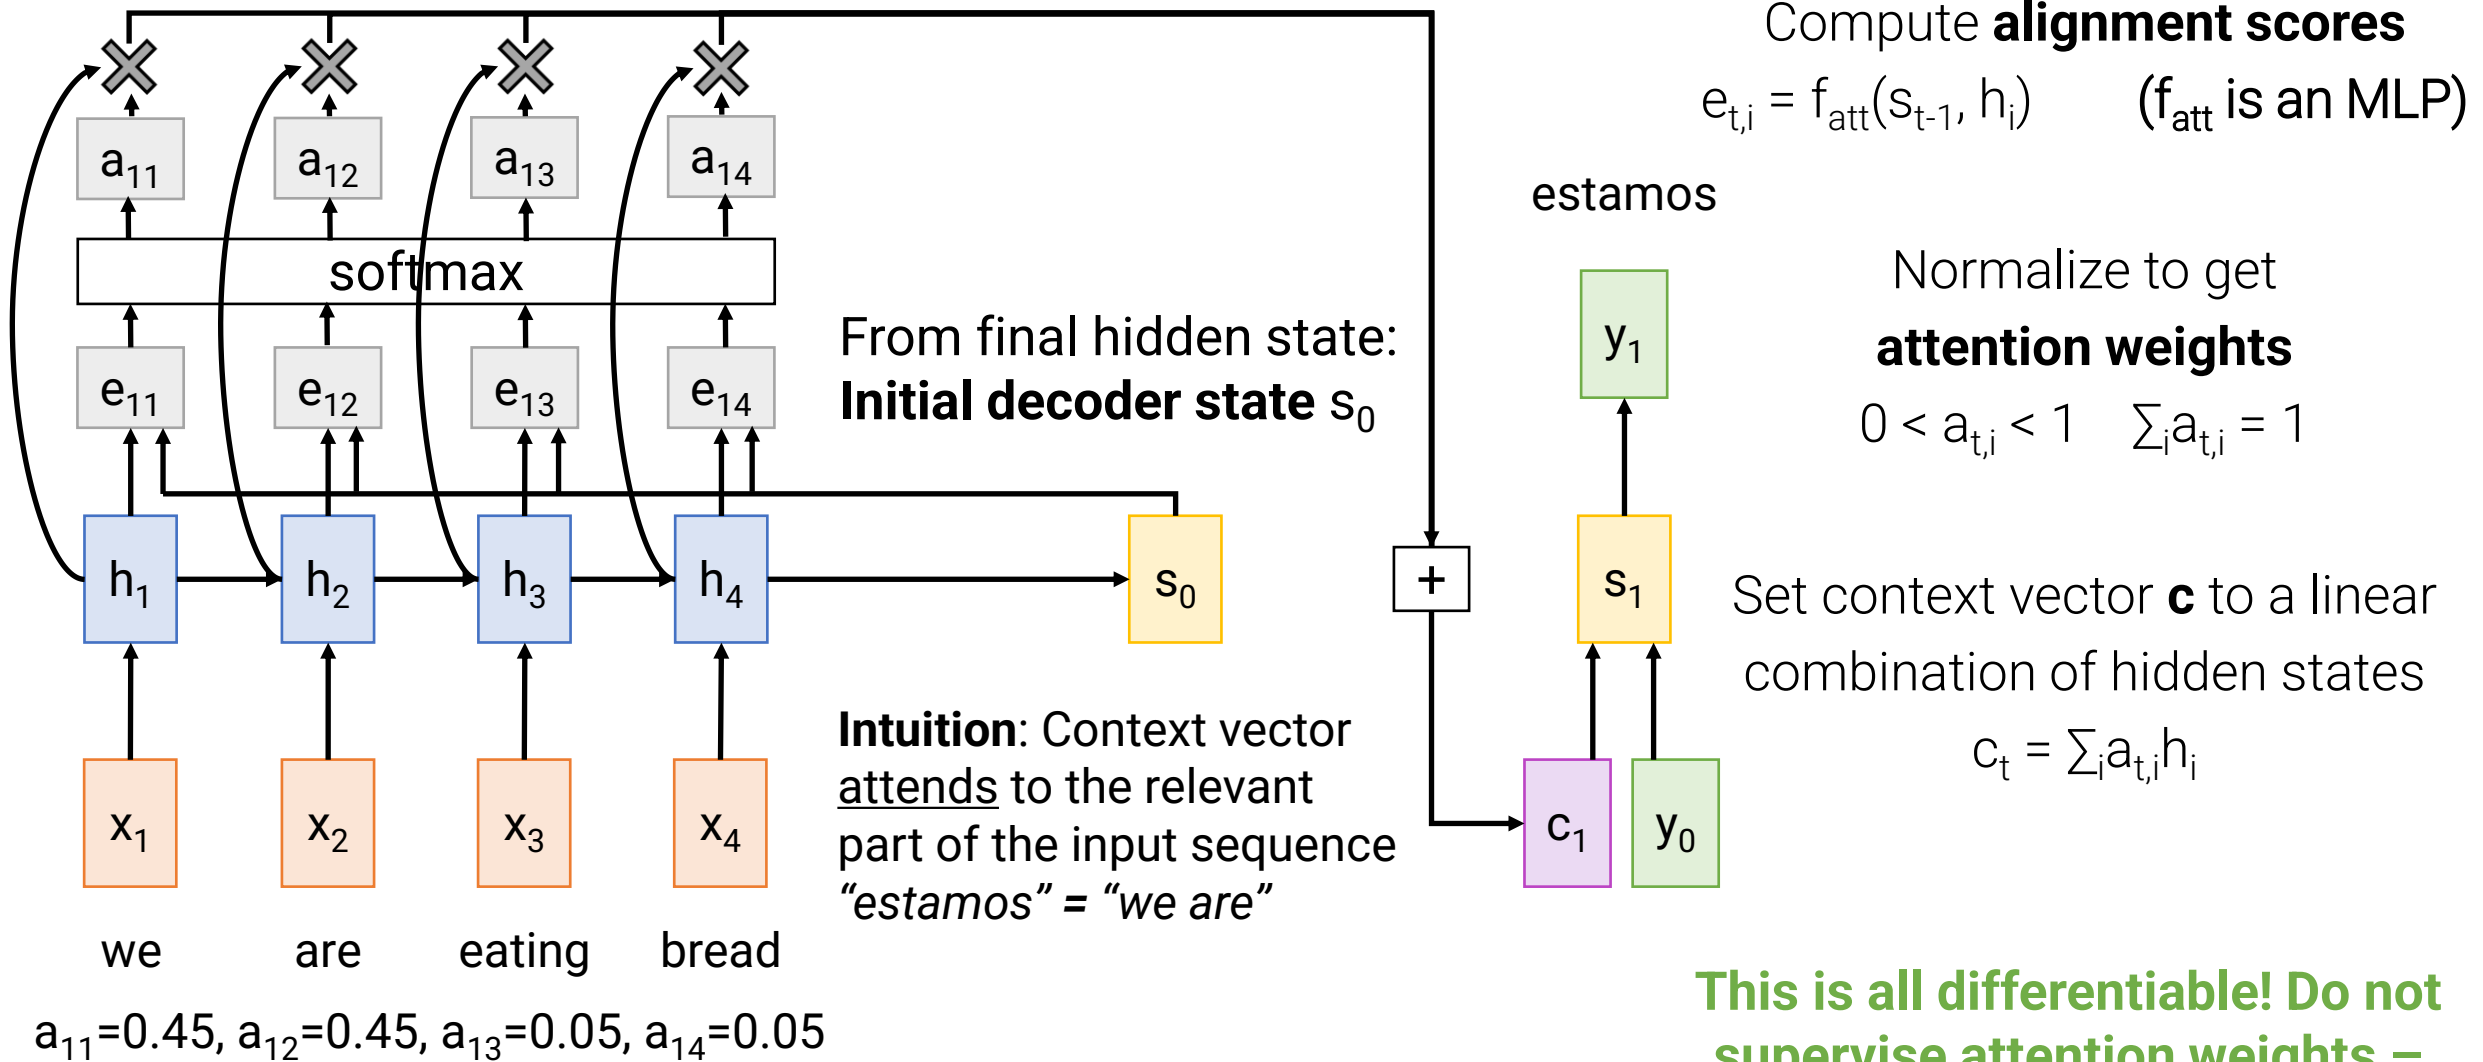 Compute alignment scores
e_{t,i} = f_{att}(s_{t-1}, h_i) (f_{att} is an MLP)
a_{11} a_{12} a_{13} a_{14}
estamos
softmax
Normalize to get
attention weights
0 < a_{t,i} < 1 ∑_i a_{t,i} = 1
From final hidden state:
Initial decoder state s_0
y_1
e_{11} e_{12} e_{13} e_{14}
h_1 h_2 h_3 h_4 s_0 + s_1
Set context vector c to a linear
combination of hidden states
c_t = ∑_i a_{t,i} h_i
Intuition: Context vector
attends to the relevant
part of the input sequence
“estamos” = “we are”
x_1 x_2 x_3 x_4 c_1 y_0
we are eating bread
a_{11}=0.45, a_{12}=0.45, a_{13}=0.05, a_{14}=0.05
This is all differentiable! Do not
supervise attention weights –